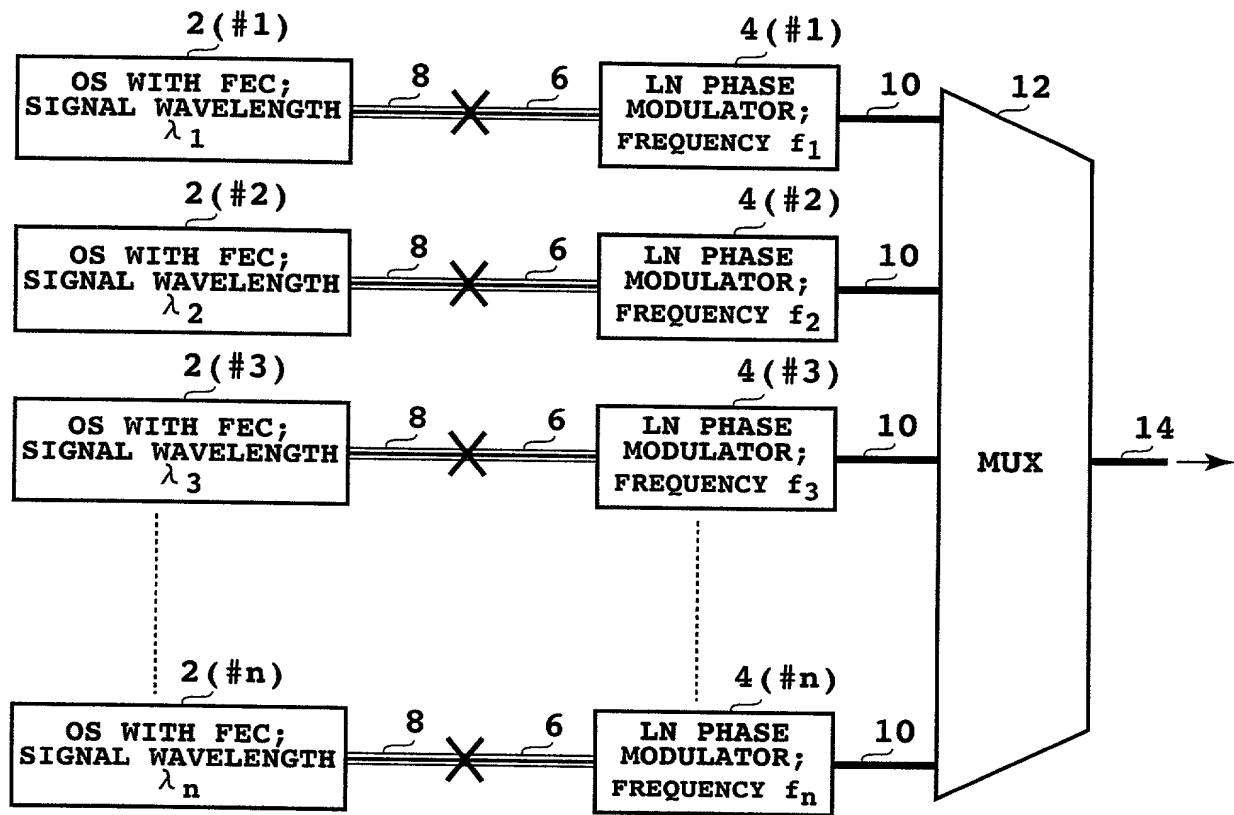 2(#1)
OS WITH FEC;
SIGNAL WAVELENGTH
λ1
8
6
4(#1)
LN PHASE
MODULATOR;
FREQUENCY f1
10
12
2(#2)
OS WITH FEC;
SIGNAL WAVELENGTH
λ2
8
6
4(#2)
LN PHASE
MODULATOR;
FREQUENCY f2
10
2(#3)
OS WITH FEC;
SIGNAL WAVELENGTH
λ3
8
6
4(#3)
LN PHASE
MODULATOR;
FREQUENCY f3
10
MUX
14
2(#n)
OS WITH FEC;
SIGNAL WAVELENGTH
λn
8
6
4(#n)
LN PHASE
MODULATOR;
FREQUENCY fn
10